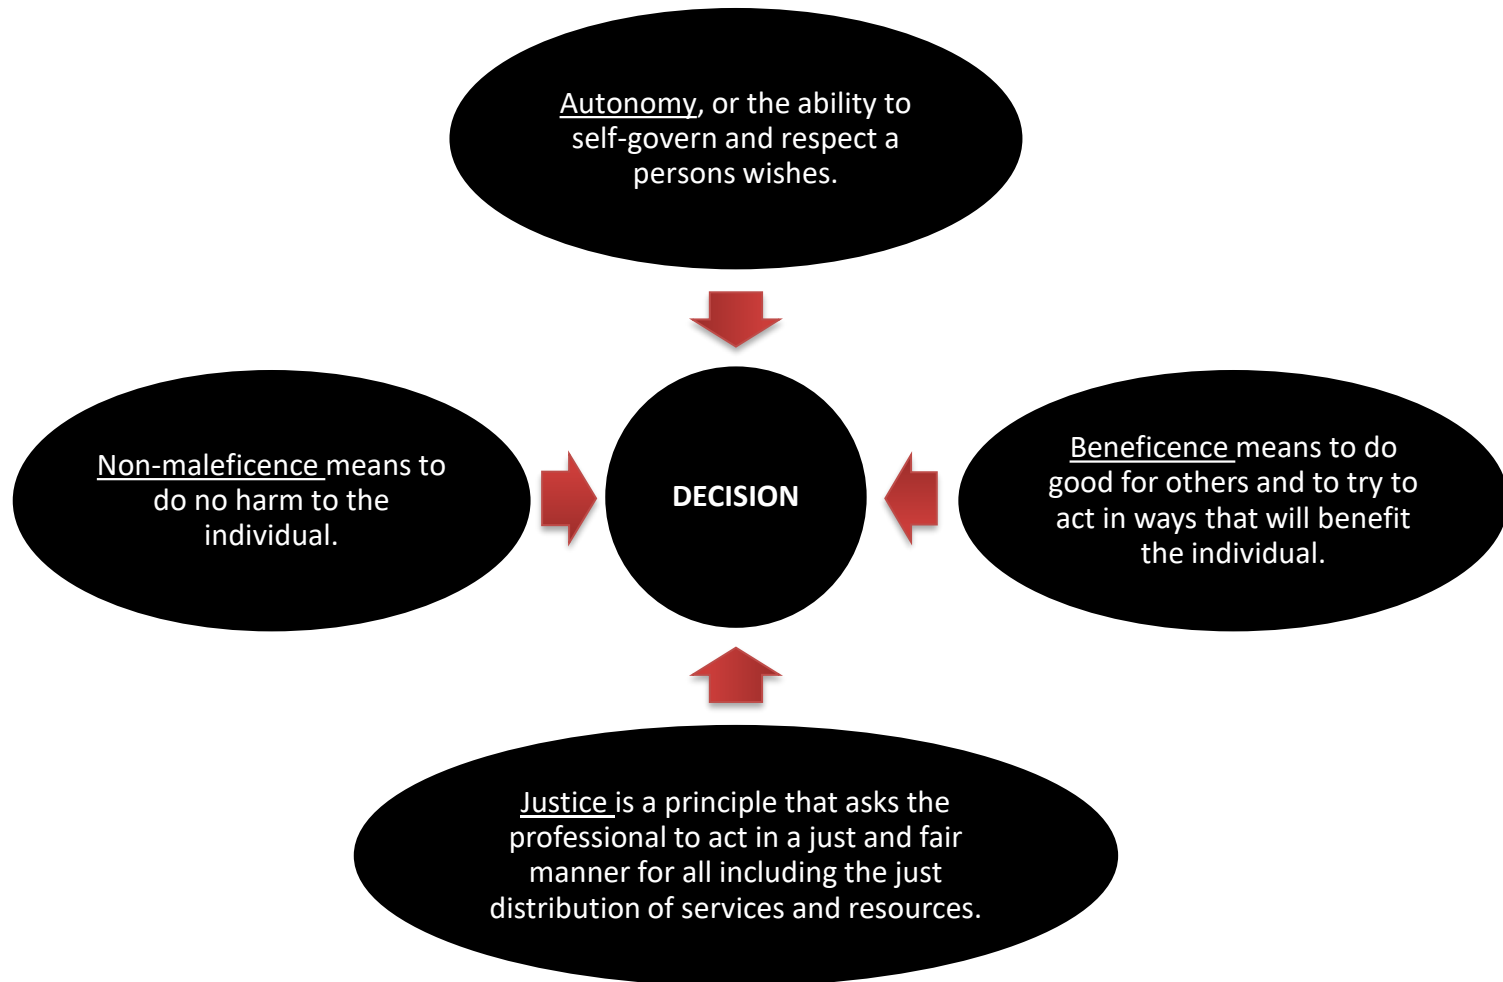 Autonomy, or the ability to
self-govern and respect a
persons wishes.
Non-maleficence means to
do no harm to the
individual.
DECISION
Beneficence means to do
good for others and to try to
act in ways that will benefit
the individual.
Justice is a principle that asks the
professional to act in a just and fair
manner for all including the just
distribution of services and resources.